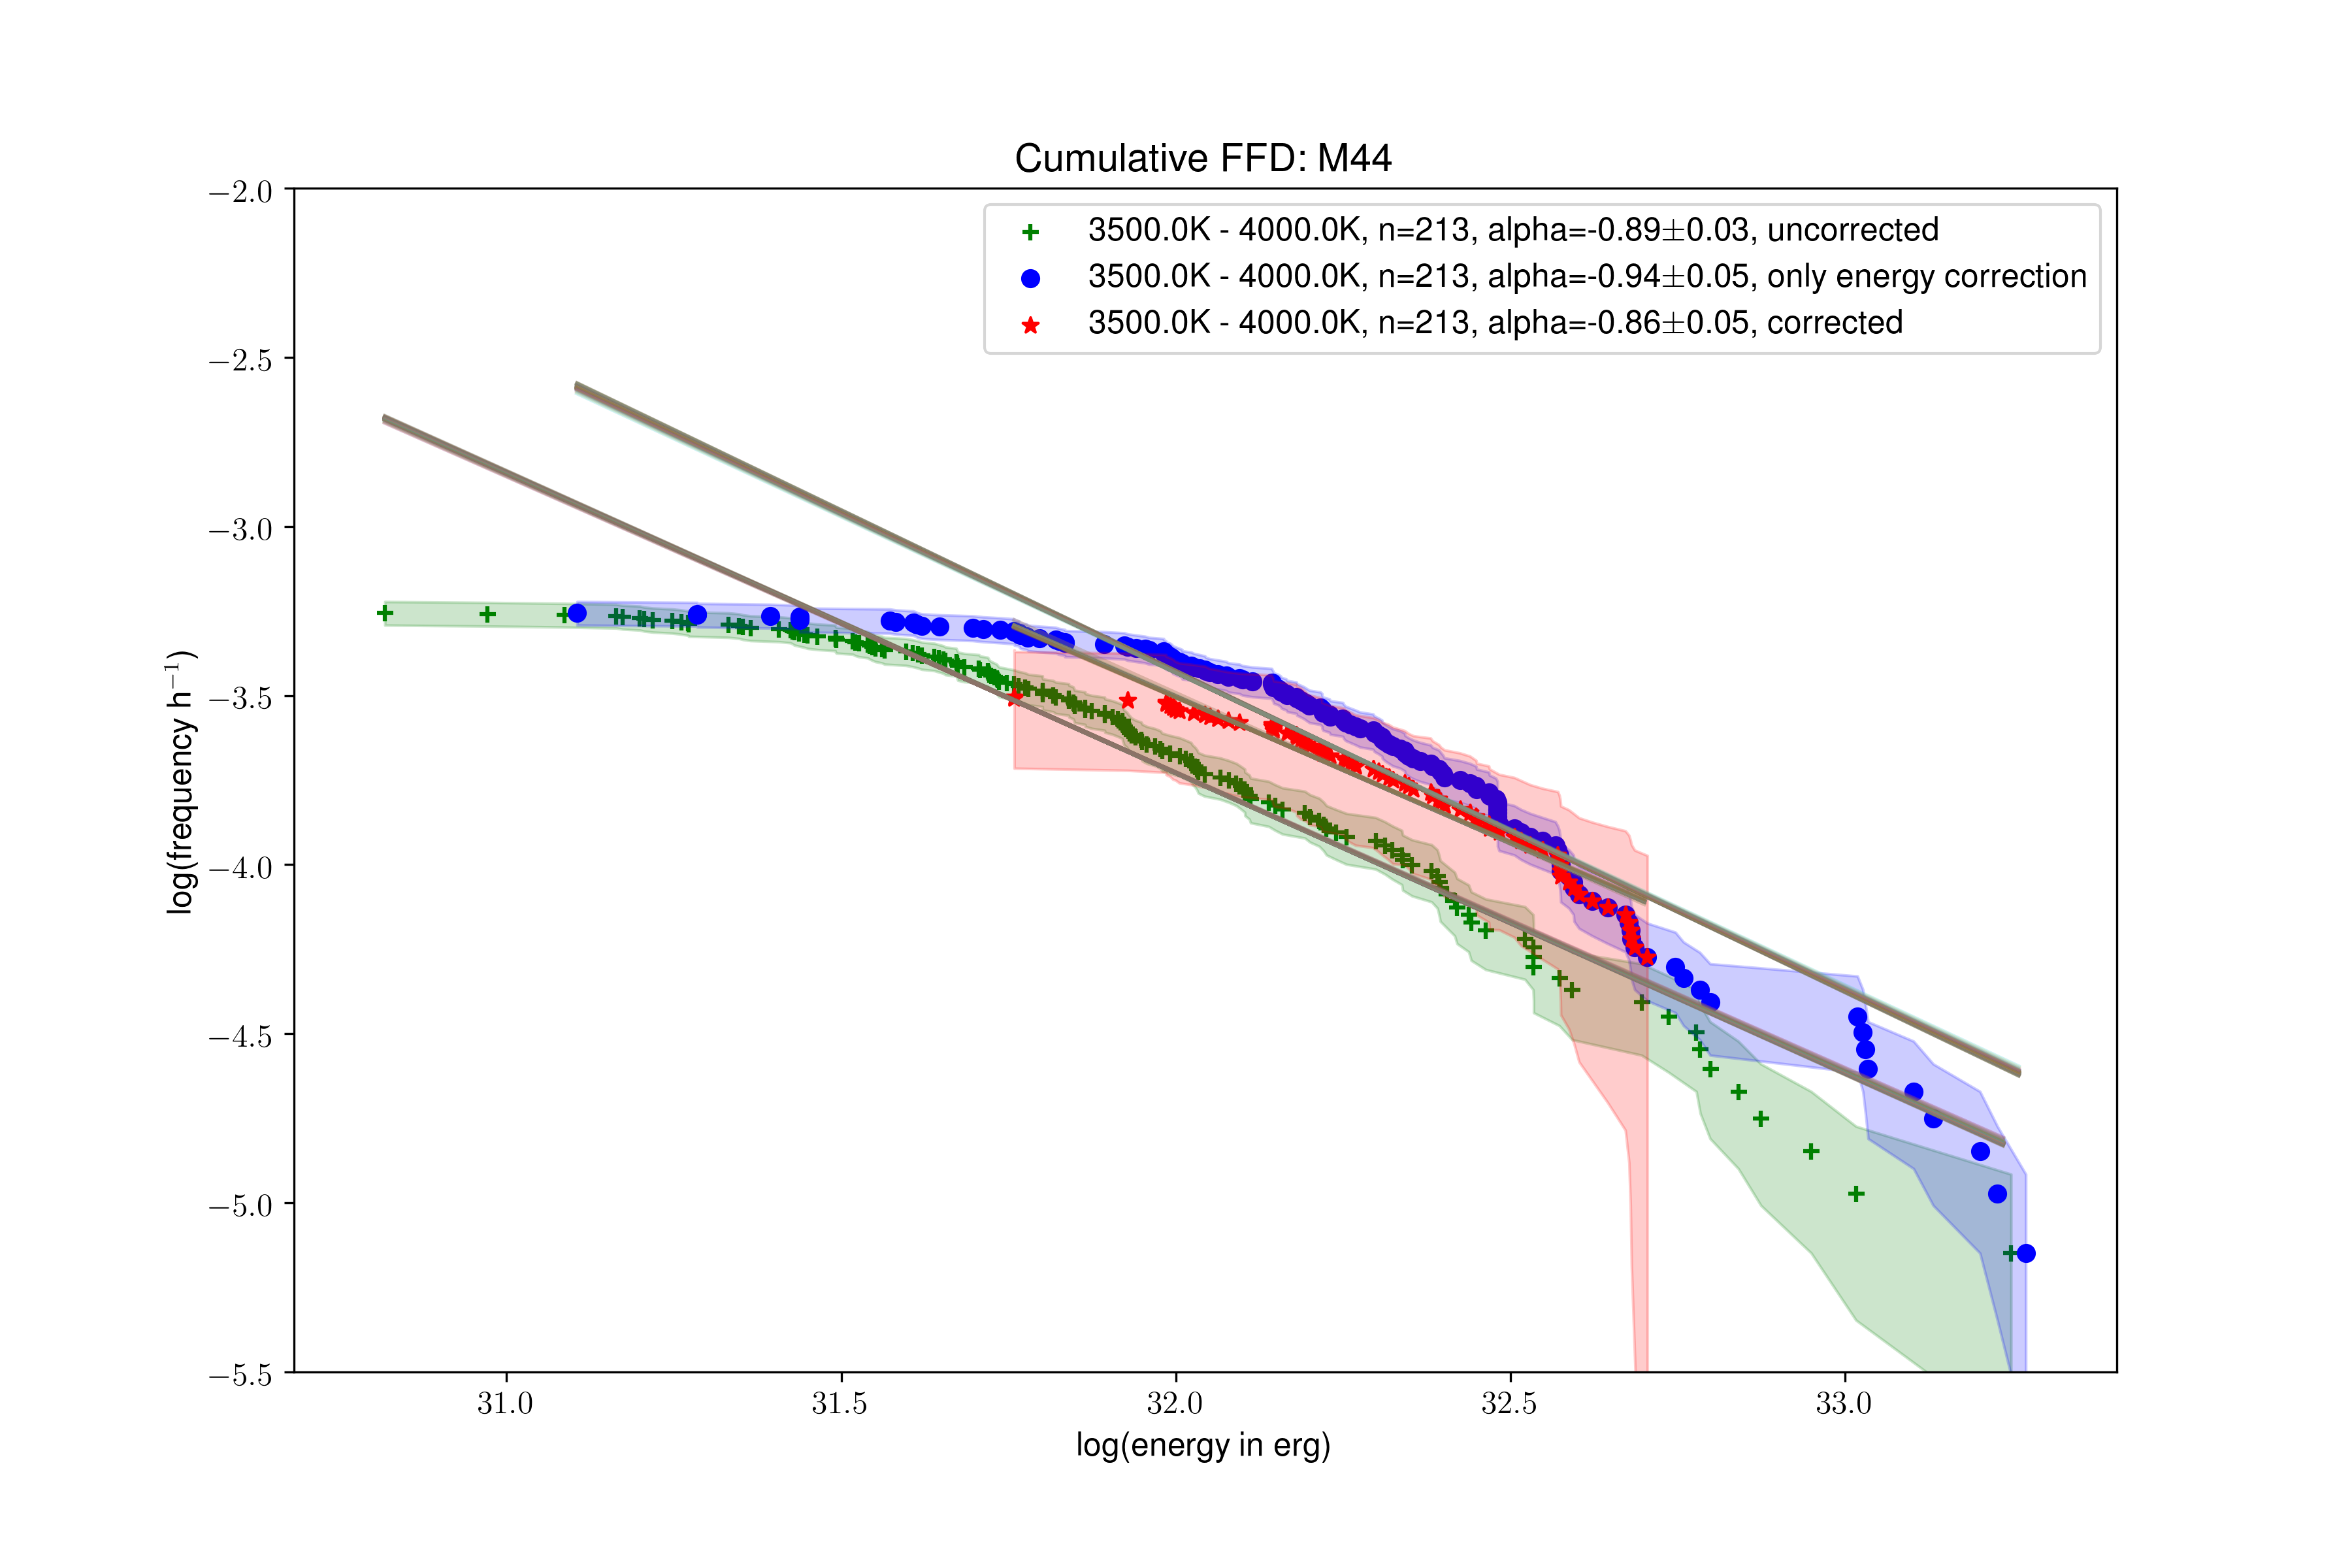 Cumulative FFD: M44
3500.0K - 4000.0K, n=213, alpha=-0.89±0.03, uncorrected
3500.0K - 4000.0K, n=213, alpha=-0.94±0.05, only energy correction
3500.0K - 4000.0K, n=213, alpha=-0.86±0.05, corrected
−2.0
−2.5
−3.0
−3.5
−4.0
−4.5
−5.0
−5.5
log(frequency h⁻¹)
31.0 31.5 32.0 32.5 33.0
log(energy in erg)